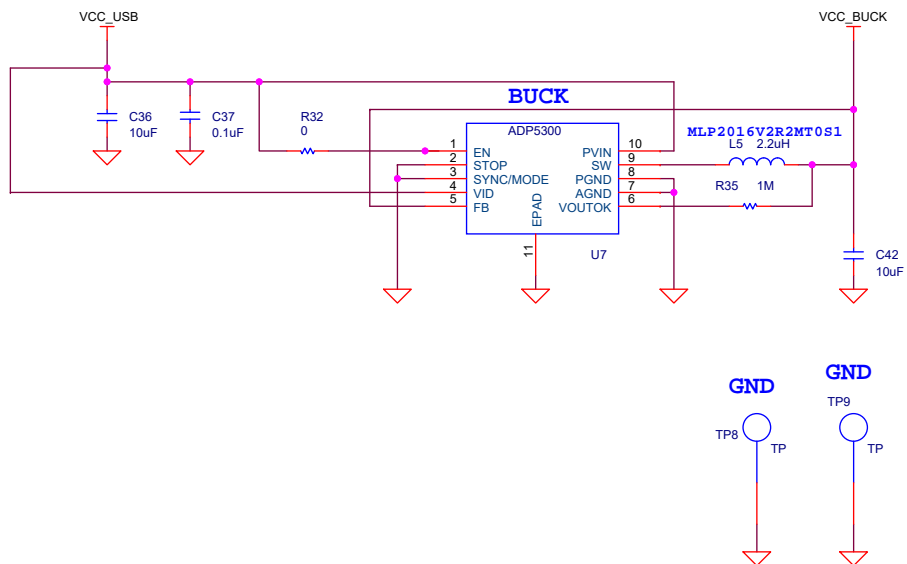 VCC_USB
VCC_BUCK
C36
10uF
C37
0.1uF
R32
0
BUCK
ADP5300
MLP2016V2R2MT0S1
L5 2.2uH
1 EN
2 STOP
3 SYNC/MODE
4 VID
5 FB
PVIN 10
SW 9
PGND 8
AGND 7
VOUTOK 6
EPAD
11
R35 1M
U7
C42
10uF
GND
GND
TP8
TP
TP9
TP